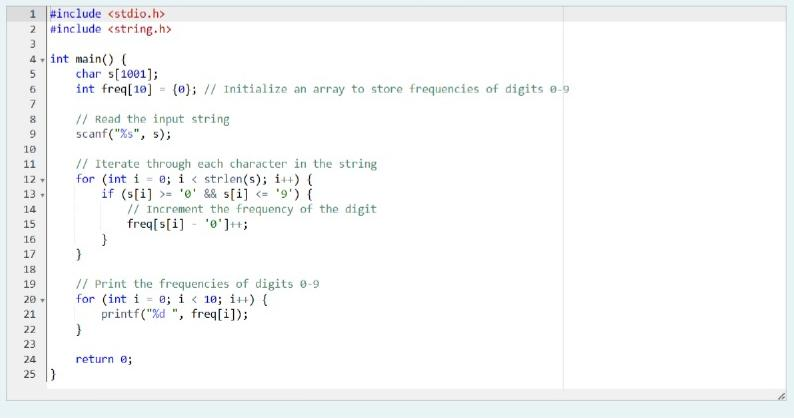 1 #include <stdio.h>
2 #include <string.h>
3
4 int main() {
5 char s[1001];
6 int freq[10] = {0}; // Initialize an array to store frequencies of digits 0-9
7
8 // Read the input string
9 scanf("%s", s);
10
11 // Iterate through each character in the string
12 for (int i = 0; i < strlen(s); i++) {
13 if (s[i] >= '0' && s[i] <= '9') {
14 // Increment the frequency of the digit
15 freq[s[i] - '0']++;
16 }
17 }
18
19 // Print the frequencies of digits 0-9
20 for (int i = 0; i < 10; i++) {
21 printf("%d ", freq[i]);
22 }
23
24 return 0;
25 }